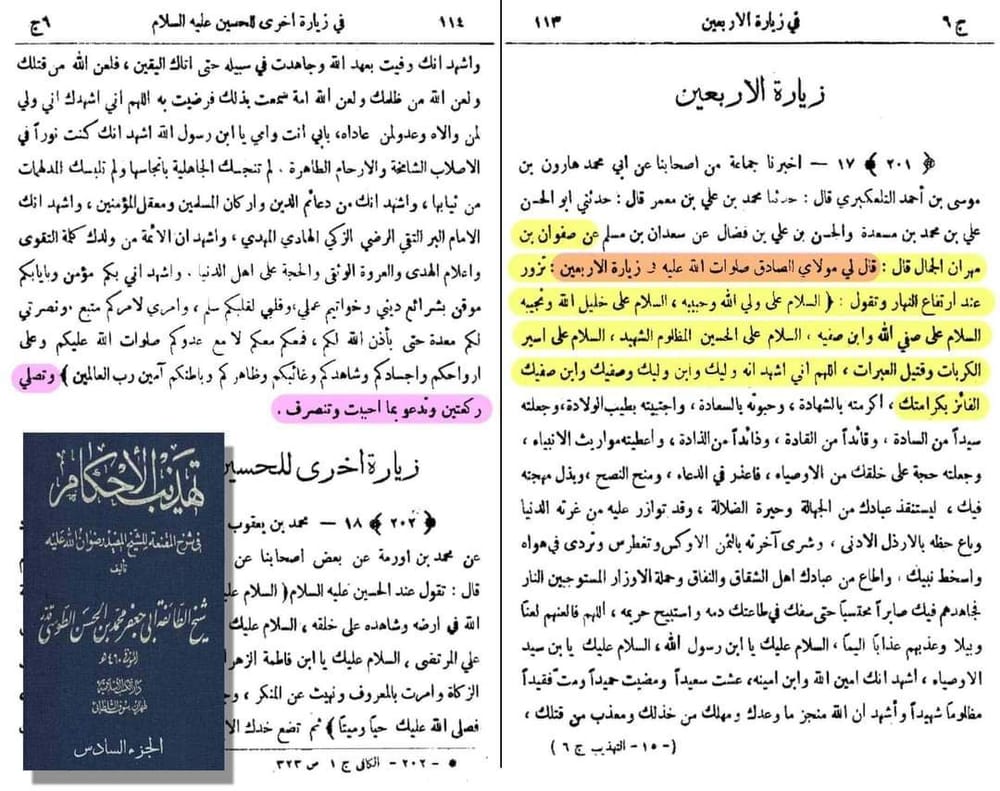 ج ٩
في زيارة الاربعين
١١٣
زيارة الاربعين
﴿ ٢٠١ ﴾ ١٧ — اخبرنا جماعة من اصحابنا عن ابي محمد هارون بن
موسى بن أحمد التلعكبري قال : حدثنا محمد بن علي بن معمر قال : حدثني ابو الحسن
علي بن محمد بن مسعدة والحسن بن علي بن فضال عن سعدان بن مسلم عن صفوان بن
مهران الجمال قال : قال لي مولاي الصادق صلوات الله عليه في زيارة الاربعين : تزور
عند ارتفاع النهار وتقول : ( السلام على ولي الله وحبيبه ، السلام على خليل الله ونجيبه
السلام على صفي الله وابن صفيه ، السلام على الحسين المظلوم الشهيد ، السلام على اسير
الكربات وقتيل العبرات ، اللهم اني اشهد انه وليك وابن وليك وصفيك وابن صفيك
الفائز بكرامتك ، أكرمته بالشهادة ، وحبوته بالسعادة ، واجتبيته بطيب الولادة ، وجعلته
سيداً من السادة ، وقائداً من القادة ، وذائداً من الذادة ، وأعطيته مواريث الانبياء ،
وجعلته حجة على خلقك من الاوصياء ، فاعذر في الدعاء ، ومنح النصح ، وبذل مهجته
فيك ، ليستنقذ عبادك من الجهالة وحيرة الضلالة ، وقد توازر عليه من غرته الدنيا
وباع حظه بالارذل الادنى ، وشرى آخرته بالثمن الاوكس وتغطرس وتردى في هواه
واسخط نبيك ، واطاع من عبادك اهل الشقاق والنفاق وحملة الاوزار المستوجبين النار
فجاهدهم فيك صابراً محتسباً حتى سفك في طاعتك دمه واستبيح حريمه ، اللهم فالعنهم لعناً
وبيلا وعذبهم عذاباً اليماً ، السلام عليك يا ابن رسول الله ، السلام عليك يا بن سيد
الاوصياء ، أشهد انك امين الله وابن امينه ، عشت سعيداً ومضيت حميداً ومت فقيداً
مظلوماً شهيداً وأشهد ان الله منجز ما وعدك ومهلك من خذلك ومعذب من قتلك ،
( - ١٥ - التهذيب ج ٦ )
١١٤
في زيارة اخرى للحسين عليه السلام
ج ٦
واشهد انك وفيت بعهد الله وجاهدت في سبيله حتى اتاك اليقين ، فلعن الله من قتلك
ولعن الله من ظلمك ولعن الله امة سمعت بذلك فرضيت به اللهم اني اشهدك اني ولي
لمن والاه وعدو لمن عاداه ، بابي أنت وامي يا ابن رسول الله اشهد انك كنت نوراً في
الاصلاب الشامخة والارحام الطاهرة . لم تنجسك الجاهلية بانجاسها ولم تلبسك المدلهمات
من ثيابها ، واشهد انك من دعائم الدين واركان المسلمين ومعقل المؤمنين ، واشهد انك
الامام البر التقي الرضي الزكي الهادي المهدي ، واشهد ان الائمة من ولدك كلمة التقوى
واعلام الهدى والعروة الوثقى والحجة على اهل الدنيا . واشهد اني بكم مؤمن وبايابكم
موقن بشرائع ديني وخواتيم عملي ، وقلبي لقلبكم سلم ، وامري لامركم متبع ، ونصرتي
لكم معدة حتى يأذن الله لكم ، فمعكم معكم لا مع عدوكم صلوات الله عليكم وعلى
ارواحكم واجسادكم وشاهدكم وغائبكم وظاهركم وباطنكم آمين رب العالمين ) وتصلي
ركعتين وتدعو بما احببت وتنصرف .
زيارة أخرى للحسين
﴿ ٢٠٢ ﴾ ١٨ — محمد بن يعقوب
عن محمد بن اورمة عن بعض أصحابنا عن
قال : تقول عند الحسين عليه السلام ( السلام عليك
الله في ارضه وشاهده على خلقه ، السلام عليك
علي المرتضى ، السلام عليك يا ابن فاطمة الزهرا
الزكاة وامرت بالمعروف ونهيت عن المنكر ،
فصلى الله عليك حياً وميتاً ) ثم تضع خدك الا
• - ٢٠٢ - الكافي ج ١ ص ٣٢٣
تهذيب الأحكام
في شرح المقنعة للشيخ المفيد رضوان الله عليه
تأليف
شيخ الطائفة أبي جعفر محمد بن الحسن الطوسي قدس
المتوفى ٤٦٠ هـ
دار الكتب الاسلامية
طهران - بازار سلطاني
الجزء السادس